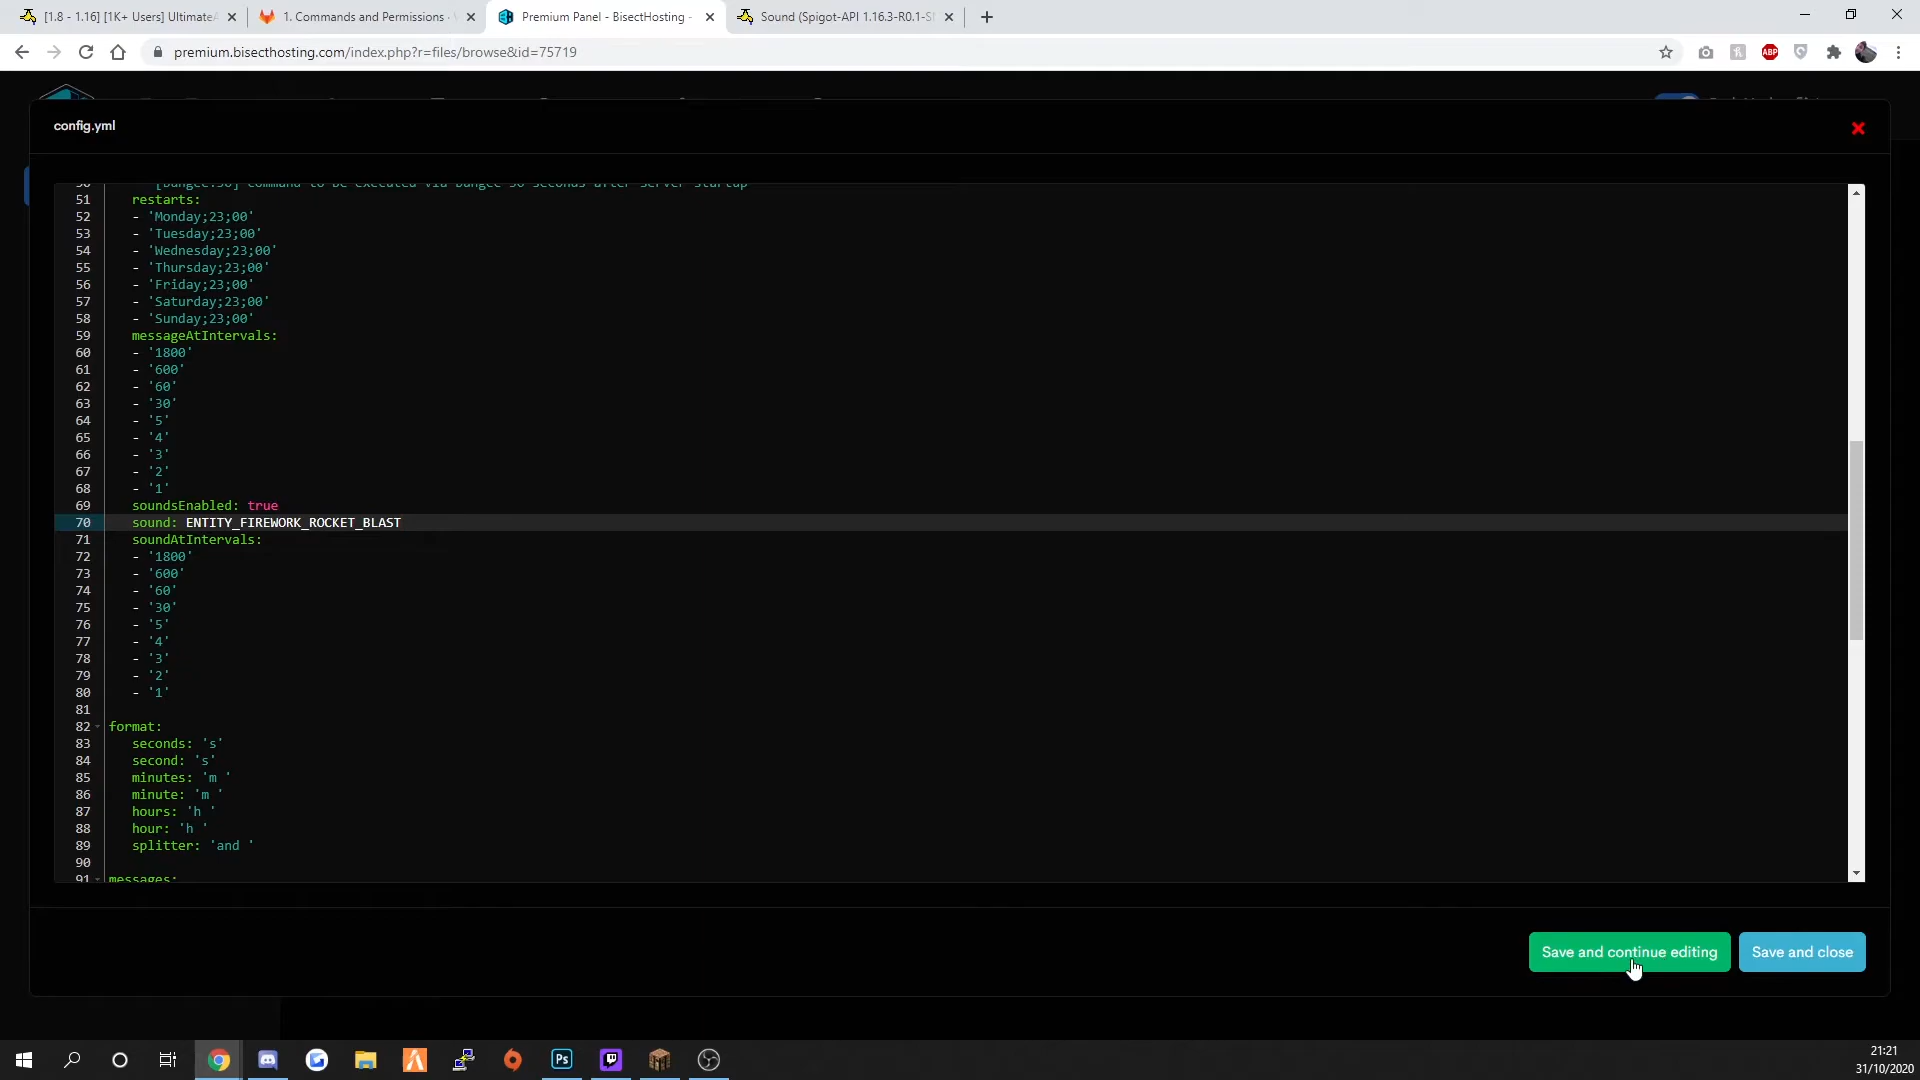 [1.8 - 1.16] [1K+ Users] Ultimate
1. Commands and Permissions ·
Premium Panel - BisectHosting -
Sound (Spigot-API 1.16.3-R0.1-S
premium.bisecthosting.com/index.php?r=files/browse&id=75719
config.yml
51 restarts:
52 - 'Monday;23;00'
53 - 'Tuesday;23;00'
54 - 'Wednesday;23;00'
55 - 'Thursday;23;00'
56 - 'Friday;23;00'
57 - 'Saturday;23;00'
58 - 'Sunday;23;00'
59 messageAtIntervals:
60 - '1800'
61 - '600'
62 - '60'
63 - '30'
64 - '5'
65 - '4'
66 - '3'
67 - '2'
68 - '1'
69 soundsEnabled: true
70 sound: ENTITY_FIREWORK_ROCKET_BLAST
71 soundAtIntervals:
72 - '1800'
73 - '600'
74 - '60'
75 - '30'
76 - '5'
77 - '4'
78 - '3'
79 - '2'
80 - '1'
81
82 format:
83 seconds: 's'
84 second: 's'
85 minutes: 'm '
86 minute: 'm '
87 hours: 'h '
88 hour: 'h '
89 splitter: 'and '
90
91 messages:
Save and continue editing
Save and close
ABP
Ps
21:21
31/10/2020